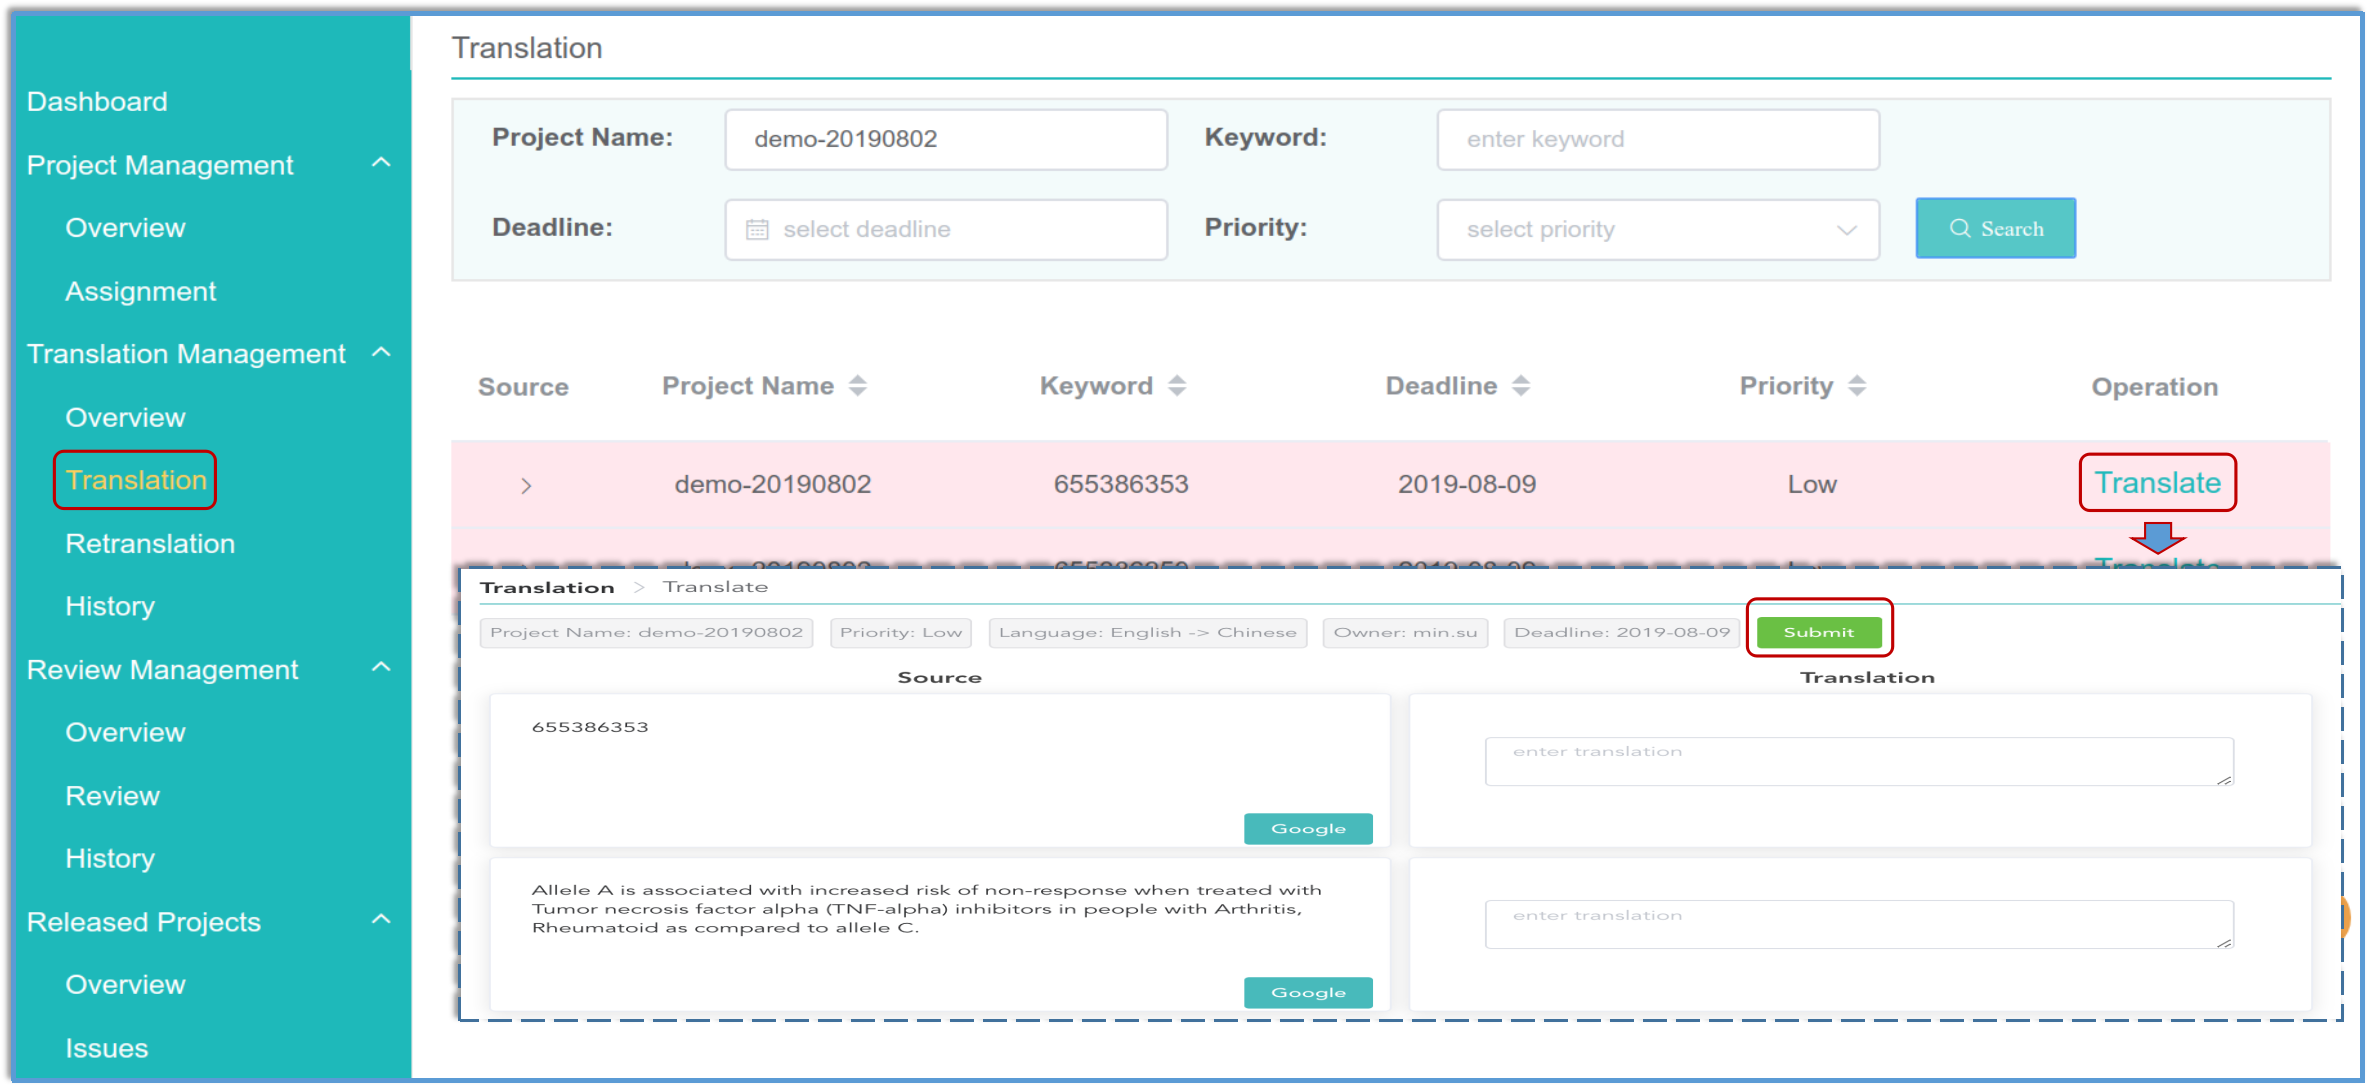 Dashboard
Project Management
Overview
Assignment
Translation Management
Overview
Translation
Retranslation
History
Review Management
Overview
Review
History
Released Projects
Overview
Issues
Translation
Project Name: demo-20190802 Keyword: enter keyword
Deadline: select deadline Priority: select priority Search
Source Project Name Keyword Deadline Priority Operation
> demo-20190802 655386353 2019-08-09 Low Translate
Translation > Translate
Project Name: demo-20190802 Priority: Low Language: English -> Chinese Owner: min.su Deadline: 2019-08-09 Submit
Source Translation
655386353
enter translation
Google
Allele A is associated with increased risk of non-response when treated with
Tumor necrosis factor alpha (TNF-alpha) inhibitors in people with Arthritis,
Rheumatoid as compared to allele C.
enter translation
Google